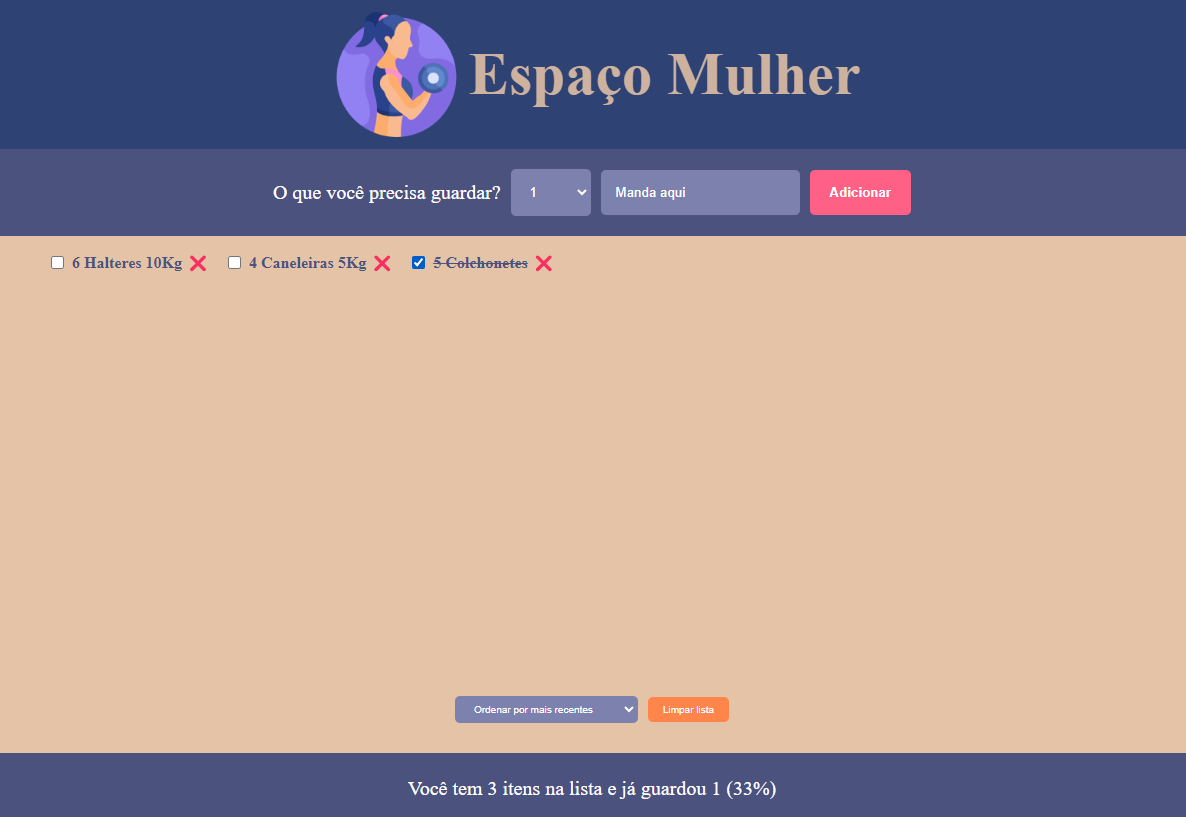 Espaço Mulher
O que você precisa guardar? 1 Manda aqui Adicionar
6 Halteres 10Kg ❌ 4 Caneleiras 5Kg ❌ 5 Colchonetes ❌
Ordenar por mais recentes Limpar lista
Você tem 3 itens na lista e já guardou 1 (33%)